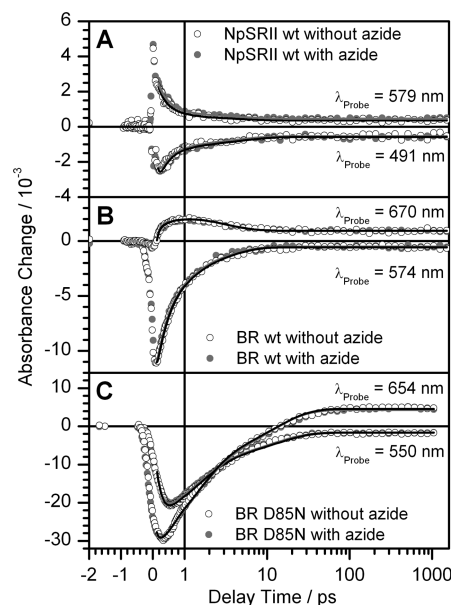 6
A
NpSRII wt without azide
NpSRII wt with azide
4
2
λProbe = 579 nm
0
-2
λProbe = 491 nm
-4
B
λProbe = 670 nm
0
λProbe = 574 nm
-5
BR wt without azide
BR wt with azide
-10
Absorbance Change / 10⁻³
C
10
λProbe = 654 nm
0
λProbe = 550 nm
-10
-20
BR D85N without azide
BR D85N with azide
-30
-2 -1 0 1 10 100 1000
Delay Time / ps